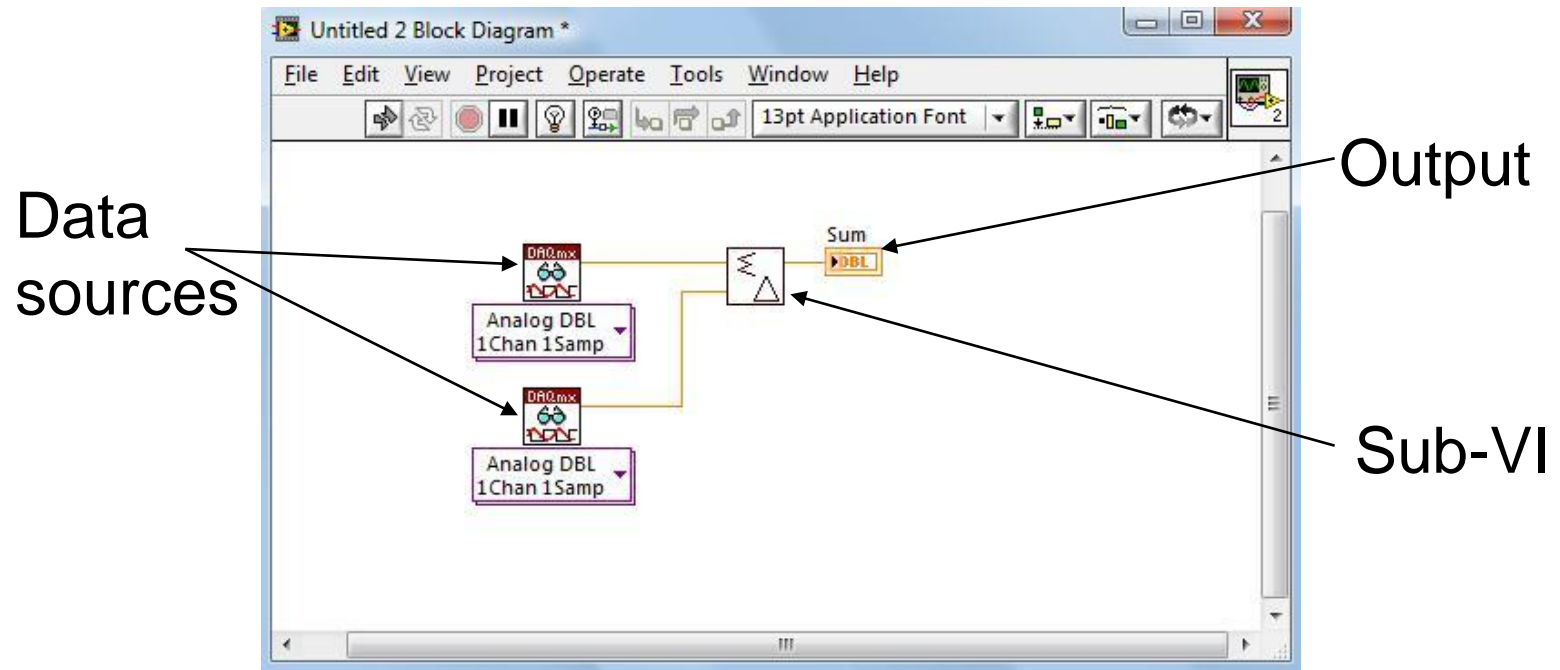 Untitled 2 Block Diagram *
File Edit View Project Operate Tools Window Help
13pt Application Font
2
Output
Data
sources
DAQmx
Sum
DBL
Analog DBL
1Chan 1Samp
DAQmx
Analog DBL
1Chan 1Samp
Sub-VI